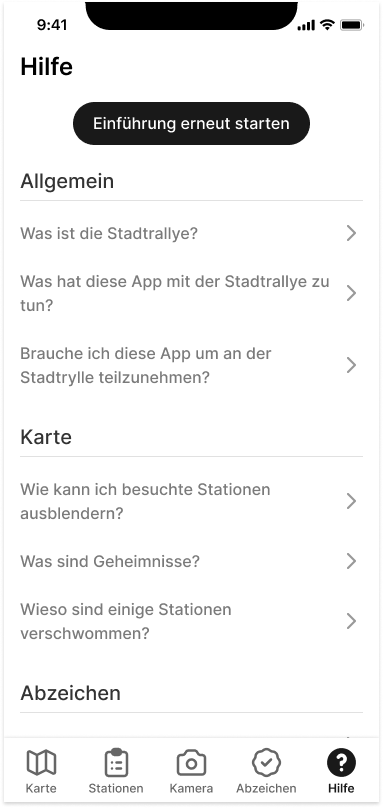 9:41
Hilfe
Einführung erneut starten
Allgemein
Was ist die Stadtrallye?
Was hat diese App mit der Stadtrallye zu
tun?
Brauche ich diese App um an der
Stadtrylle teilzunehmen?
Karte
Wie kann ich besuchte Stationen
ausblendern?
Was sind Geheimnisse?
Wieso sind einige Stationen
verschwommen?
Abzeichen
Karte
Stationen
Kamera
Abzeichen
Hilfe